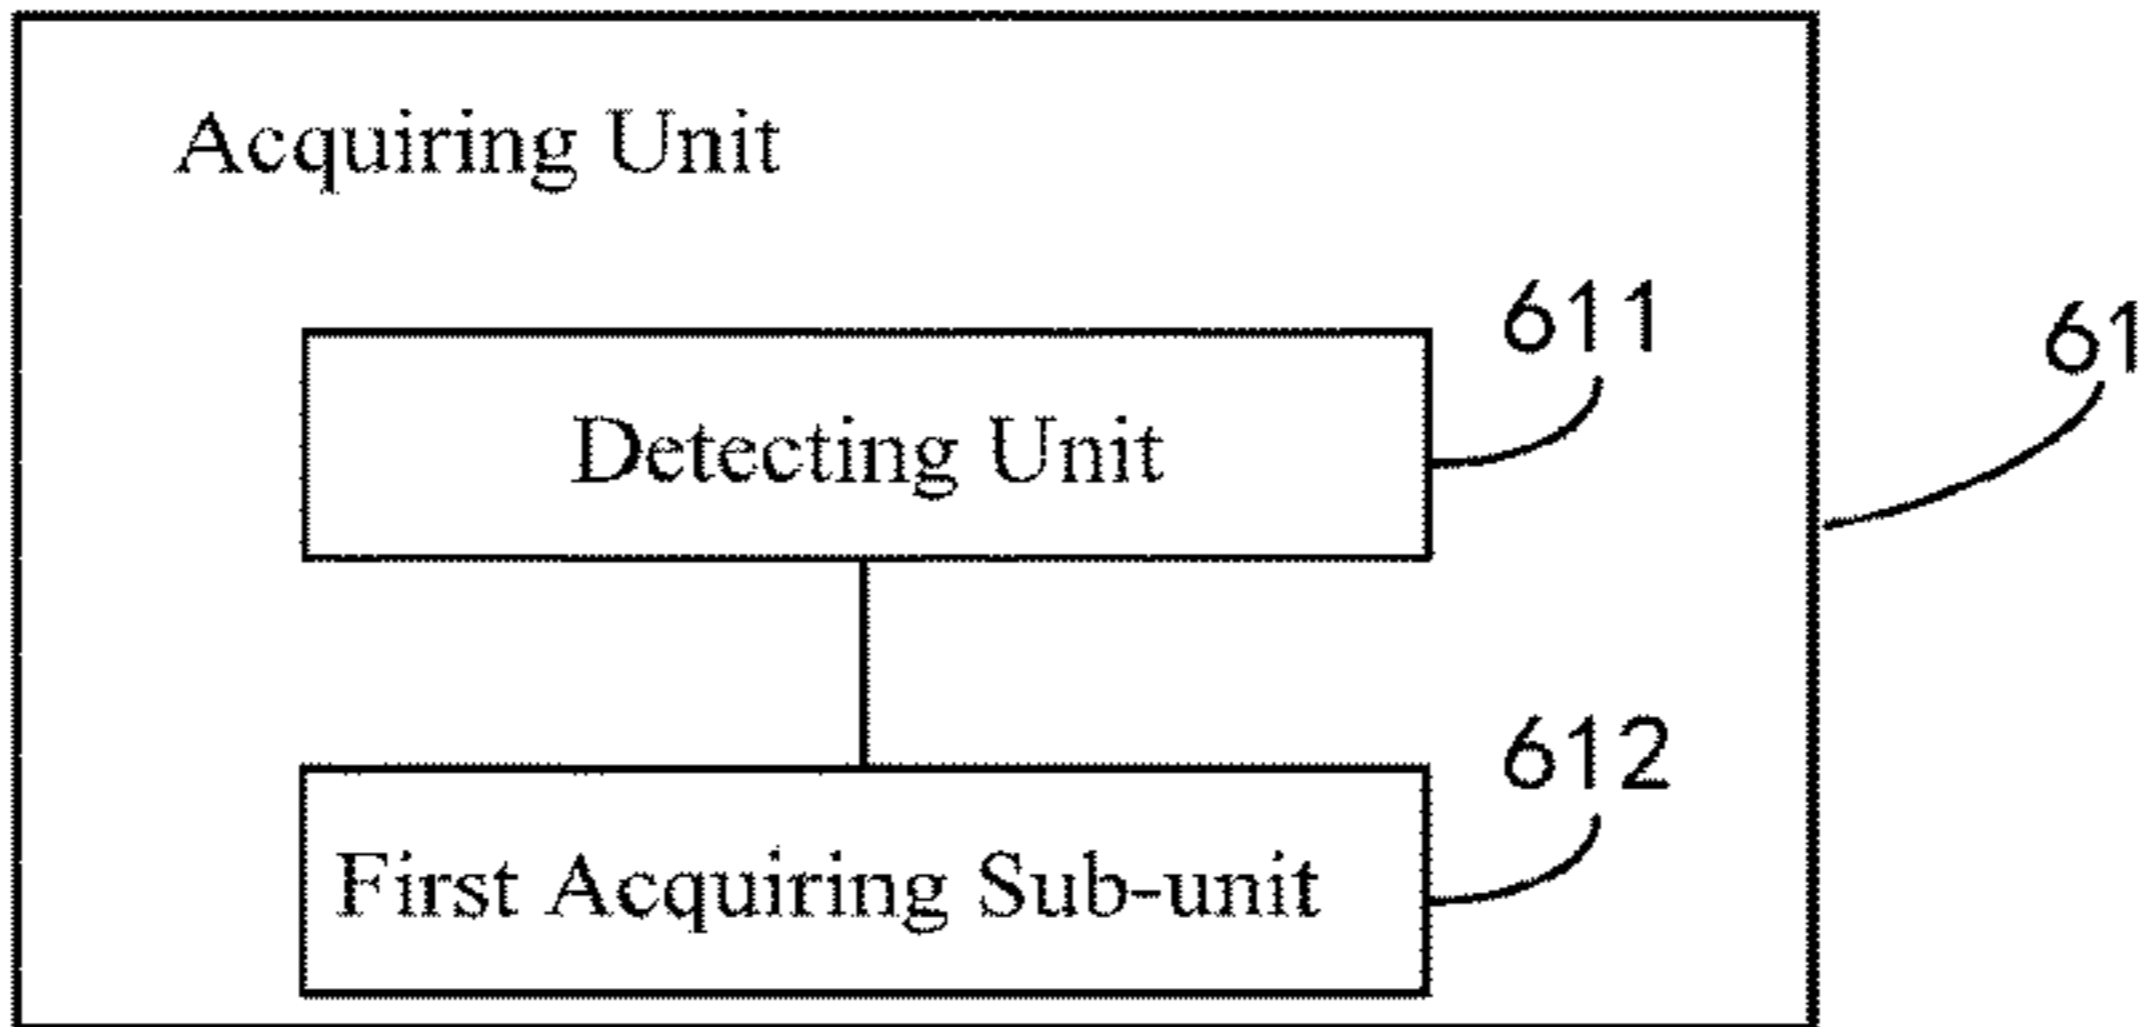 Acquiring Unit
611
61
Detecting Unit
612
First Acquiring Sub-unit